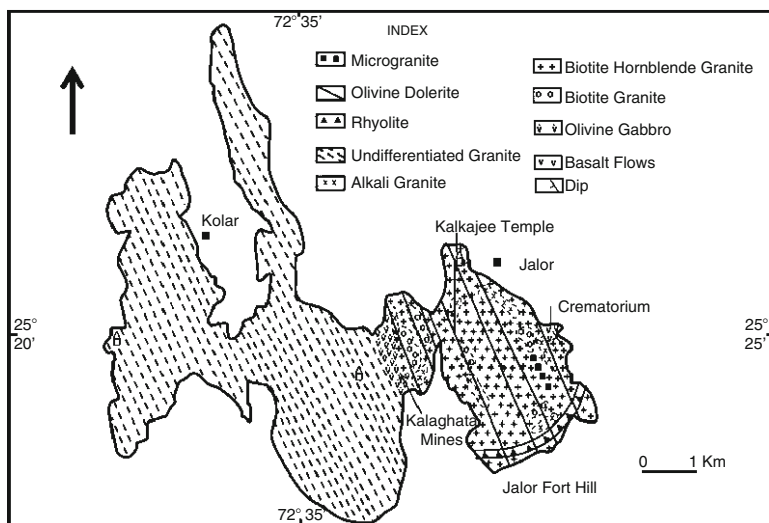 72° 35'
INDEX
Microgranite
Olivine Dolerite
Rhyolite
Undifferentiated Granite
Alkali Granite
Biotite Hornblende Granite
Biotite Granite
Olivine Gabbro
Basalt Flows
Dip
Kolar
Kalkajee Temple
Jalor
Crematorium
25°
20'
25°
25'
Kalaghata
Mines
Jalor Fort Hill
0 1 Km
72° 35'